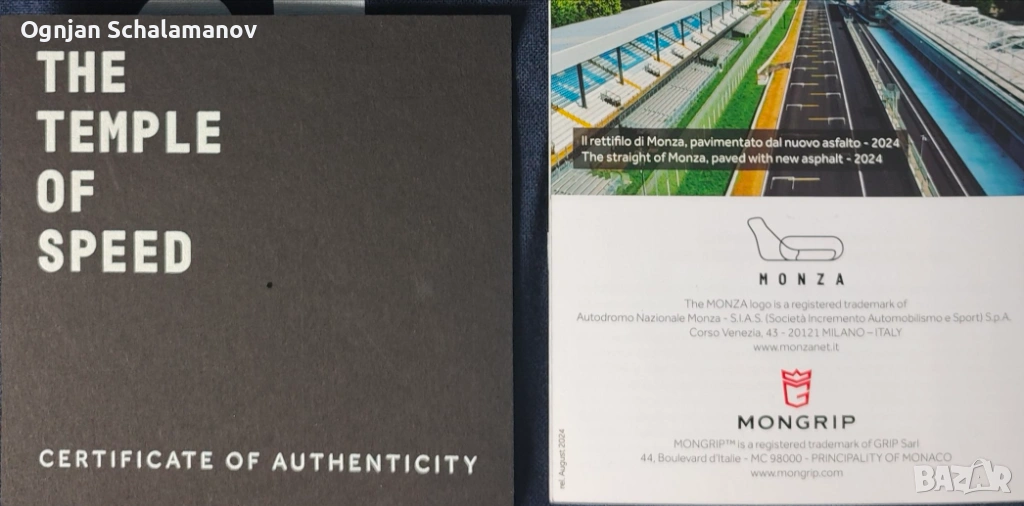 Ognjan Schalamanov
THE
TEMPLE
OF
SPEED
CERTIFICATE OF AUTHENTICITY
Il rettifilo di Monza, pavimentato dal nuovo asfalto - 2024
The straight of Monza, paved with new asphalt - 2024
MONZA
The MONZA logo is a registered trademark of
Autodromo Nazionale Monza - S.I.A.S. (Società Incremento Automobilismo e Sport) S.p.A.
Corso Venezia, 43 - 20121 MILANO – ITALY
www.monzanet.it
MONGRIP
MONGRIP™ is a registered trademark of GRIP Sarl
44, Boulevard d'Italie - MC 98000 - PRINCIPALITY OF MONACO
www.mongrip.com
rel. August 2024
BAZAR